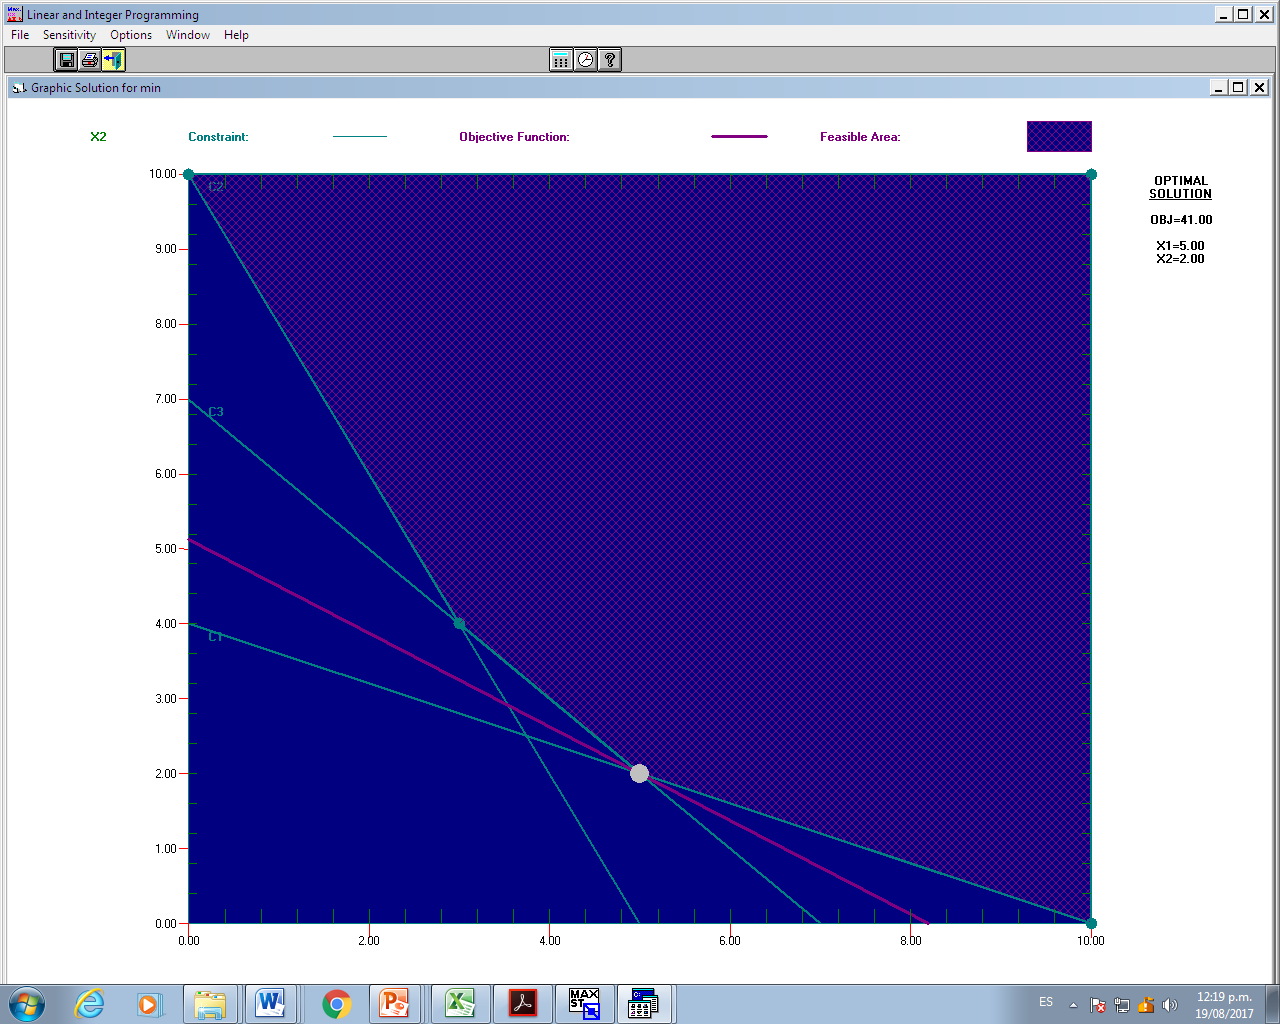 Linear and Integer Programming
File Sensitivity Options Window Help
Graphic Solution for min
X2 Constraint: Objective Function: Feasible Area:
OPTIMAL
SOLUTION
OBJ=41.00
X1=5.00
X2=2.00
10.00
C2
9.00
8.00
7.00
C3
6.00
5.00
4.00
C1
3.00
2.00
1.00
0.00
0.00 2.00 4.00 6.00 8.00 10.00
MAX
ES
12:19 p.m.
19/08/2017